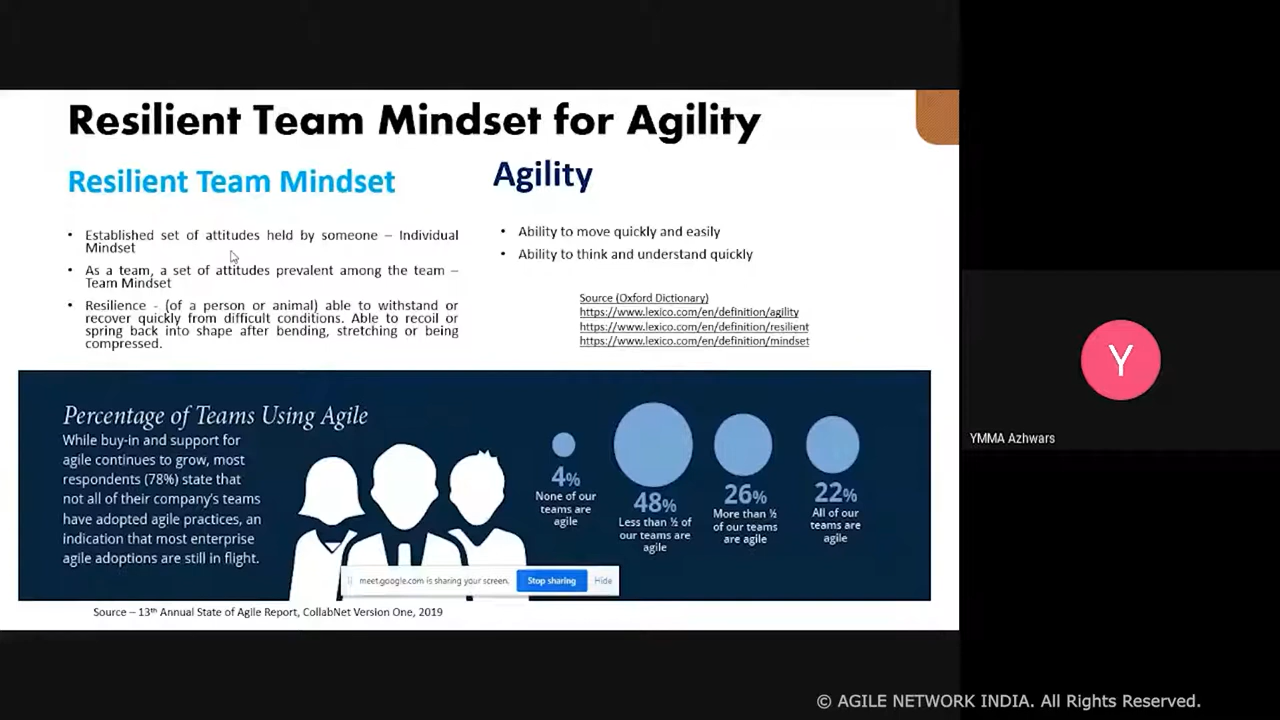 Resilient Team Mindset for Agility
Resilient Team Mindset
• Established set of attitudes held by someone – Individual
Mindset
• As a team, a set of attitudes prevalent among the team –
Team Mindset
• Resilience - (of a person or animal) able to withstand or
recover quickly from difficult conditions. Able to recoil or
spring back into shape after bending, stretching or being
compressed.
Agility
• Ability to move quickly and easily
• Ability to think and understand quickly
Source (Oxford Dictionary)
https://www.lexico.com/en/definition/agility
https://www.lexico.com/en/definition/resilient
https://www.lexico.com/en/definition/mindset
Percentage of Teams Using Agile
While buy-in and support for
agile continues to grow, most
respondents (78%) state that
not all of their company's teams
have adopted agile practices, an
indication that most enterprise
agile adoptions are still in flight.
4%
None of our
teams are
agile
48%
Less than ½ of
our teams are
agile
26%
More than ½
of our teams
are agile
22%
All of our
teams are
agile
meet.google.com is sharing your screen.
Stop sharing
Hide
Source – 13th Annual State of Agile Report, CollabNet Version One, 2019
Y
YMMA Azhwars
© AGILE NETWORK INDIA. All Rights Reserved.